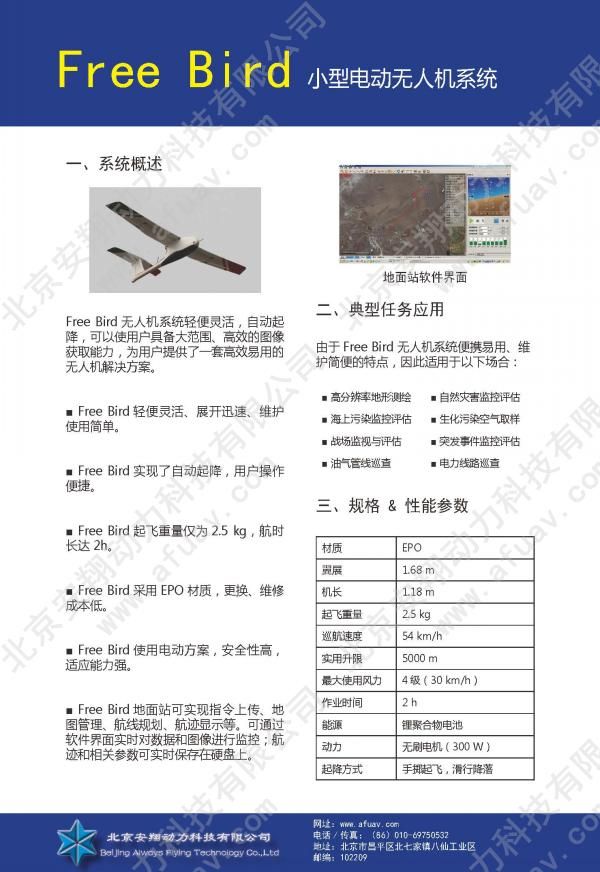 Free Bird 小型电动无人机系统
一、系统概述
Free Bird 无人机系统轻便灵活，自动起
降，可以使用户具备大范围、高效的图像
获取能力，为用户提供了一套高效易用的
无人机解决方案。
■ Free Bird 轻便灵活、展开迅速、维护
使用简单。
■ Free Bird 实现了自动起降，用户操作
便捷。
■ Free Bird 起飞重量仅为 2.5 kg，航时
长达 2h。
■ Free Bird 采用 EPO 材质，更换、维修
成本低。
■ Free Bird 使用电动方案，安全性高，
适应能力强。
■ Free Bird 地面站可实现指令上传、地
图管理、航线规划、航迹显示等。可通过
软件界面实时对数据和图像进行监控；航
迹和相关参数可实时保存在硬盘上。
地面站软件界面
二、典型任务应用
由于 Free Bird 无人机系统便携易用、维
护简便的特点，因此适用于以下场合：
■ 高分辨率地形测绘 ■ 自然灾害监控评估
■ 海上污染监控评估 ■ 生化污染空气取样
■ 战场监视与评估 ■ 突发事件监控评估
■ 油气管线巡查 ■ 电力线路巡查
三、规格 & 性能参数
材质 EPO
翼展 1.68 m
机长 1.18 m
起飞重量 2.5 kg
巡航速度 54 km/h
实用升限 5000 m
最大使用风力 4 级（30 km/h）
作业时间 2 h
能源 锂聚合物电池
动力 无刷电机（300 W）
起降方式 手掷起飞，滑行降落
北京安翔动力科技有限公司
Beijing Always Flying Technology Co.,Ltd
网址：www.afuav.com
电话/传真：(86) 010-69750532
地址：北京市昌平区北七家镇八仙工业区
邮编：102209
北京安翔动力科技有限公司
www.afuav.com